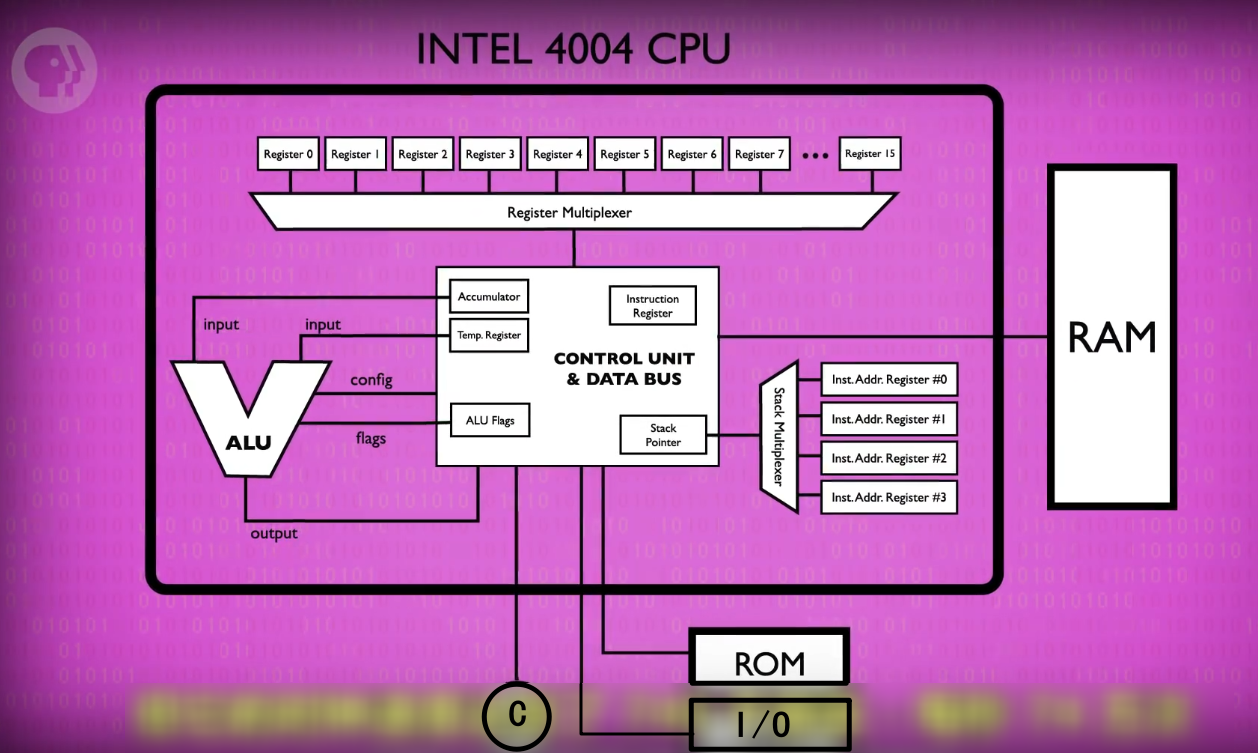 INTEL 4004 CPU
Register 0
Register 1
Register 2
Register 3
Register 4
Register 5
Register 6
Register 7
•••
Register 15
Register Multiplexer
Accumulator
Temp. Register
Instruction
Register
CONTROL UNIT
& DATA BUS
ALU Flags
Stack
Pointer
input
input
config
flags
ALU
output
Stack Multiplexer
Inst. Addr. Register #0
Inst. Addr. Register #1
Inst. Addr. Register #2
Inst. Addr. Register #3
RAM
ROM
C
I/O